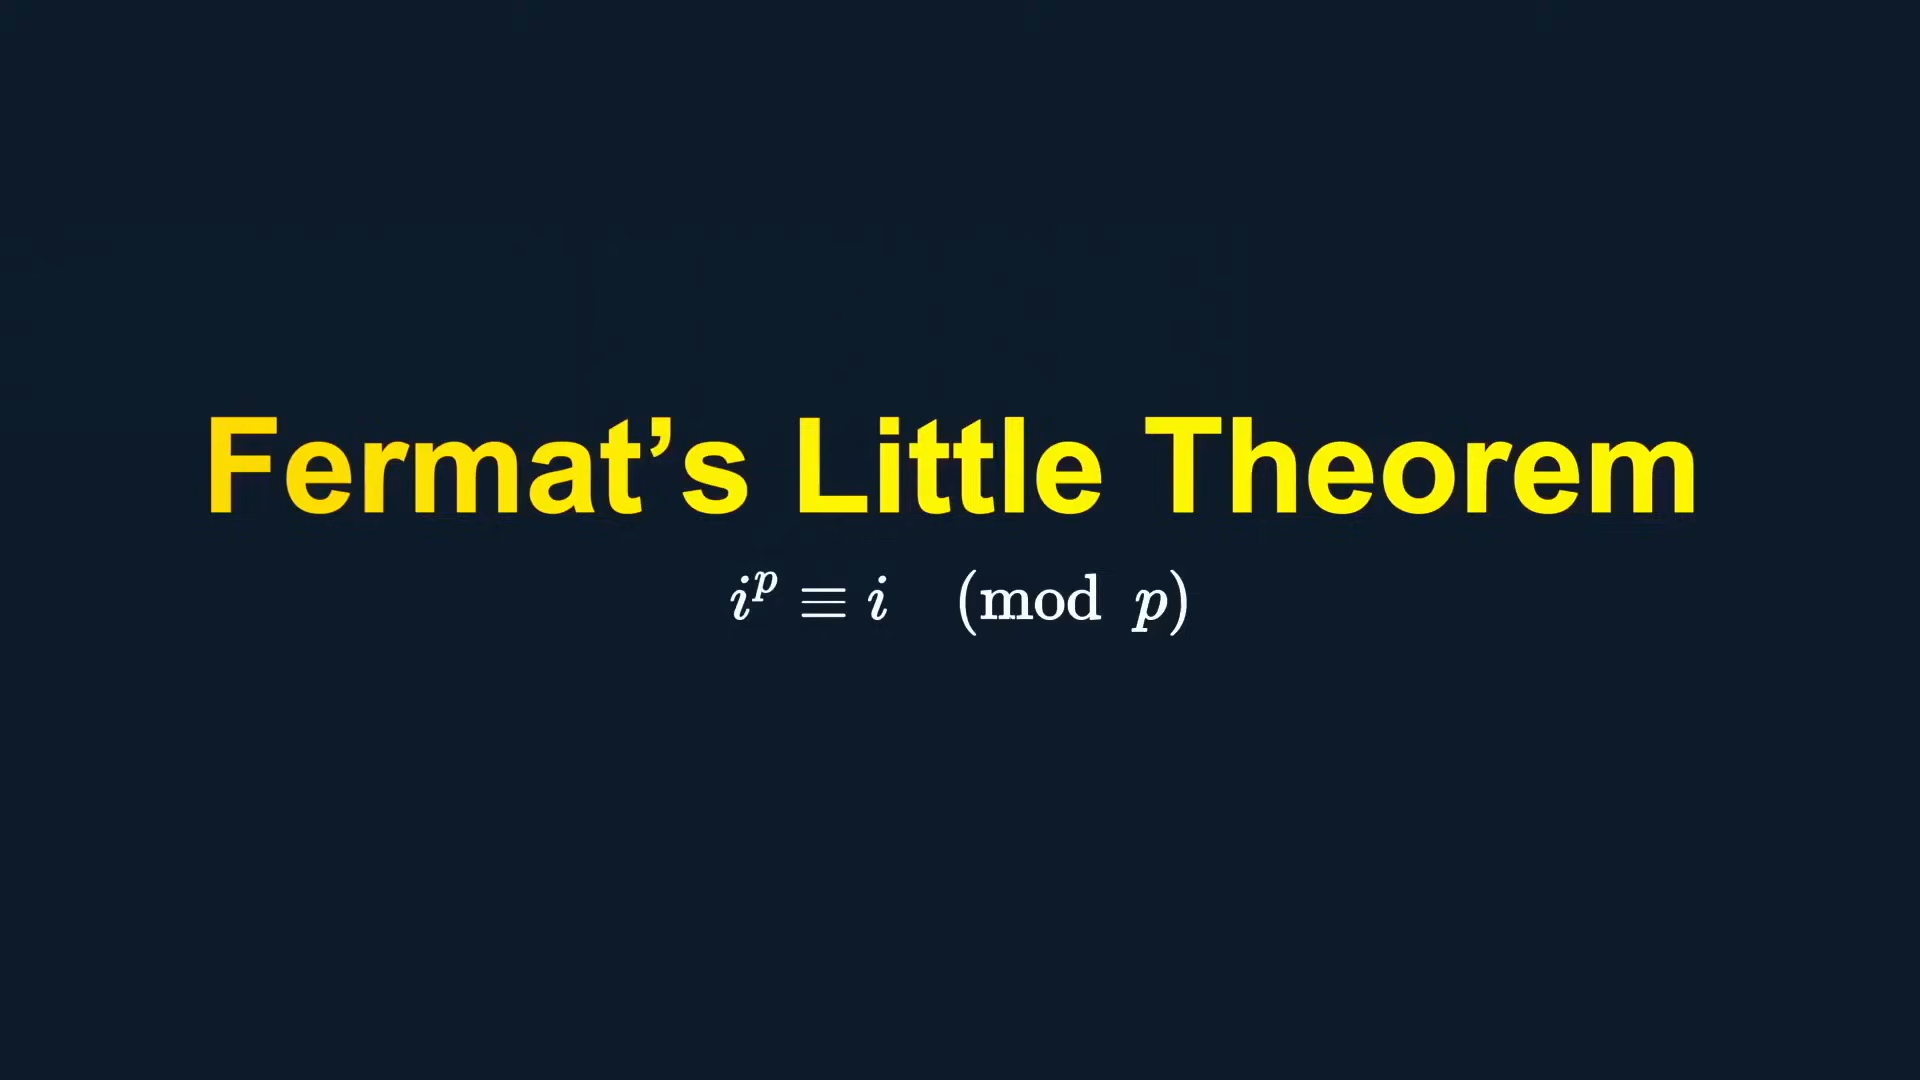 Fermat’s Little Theorem
i^p ≡ i (mod p)